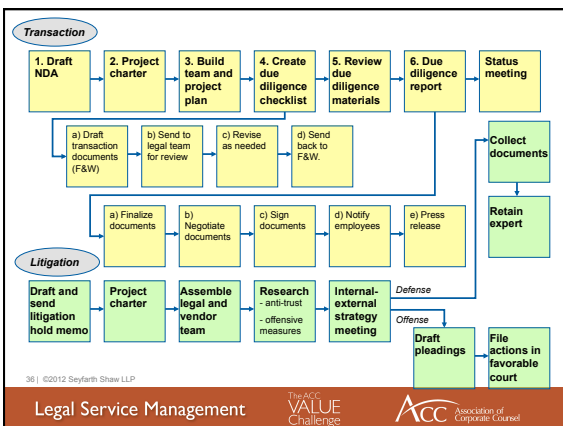 Transaction
1. Draft
NDA
2. Project
charter
3. Build
team and
project
plan
4. Create
due
diligence
checklist
5. Review
due
diligence
materials
6. Due
diligence
report
Status
meeting
a) Draft
transaction
documents
(F&W)
b) Send to
legal team
for review
c) Revise
as needed
d) Send
back to
F&W.
Collect
documents
Retain
expert
a) Finalize
documents
b)
Negotiate
documents
c) Sign
documents
d) Notify
employees
e) Press
release
Litigation
Draft and
send
litigation
hold memo
Project
charter
Assemble
legal and
vendor
team
Research
- anti-trust
- offensive
measures
Internal-
external
strategy
meeting
Defense
Offense
Draft
pleadings
File
actions in
favorable
court
36 | ©2012 Seyfarth Shaw LLP
Legal Service Management
The ACC
VALUE
Challenge
ACC
Association of
Corporate Counsel